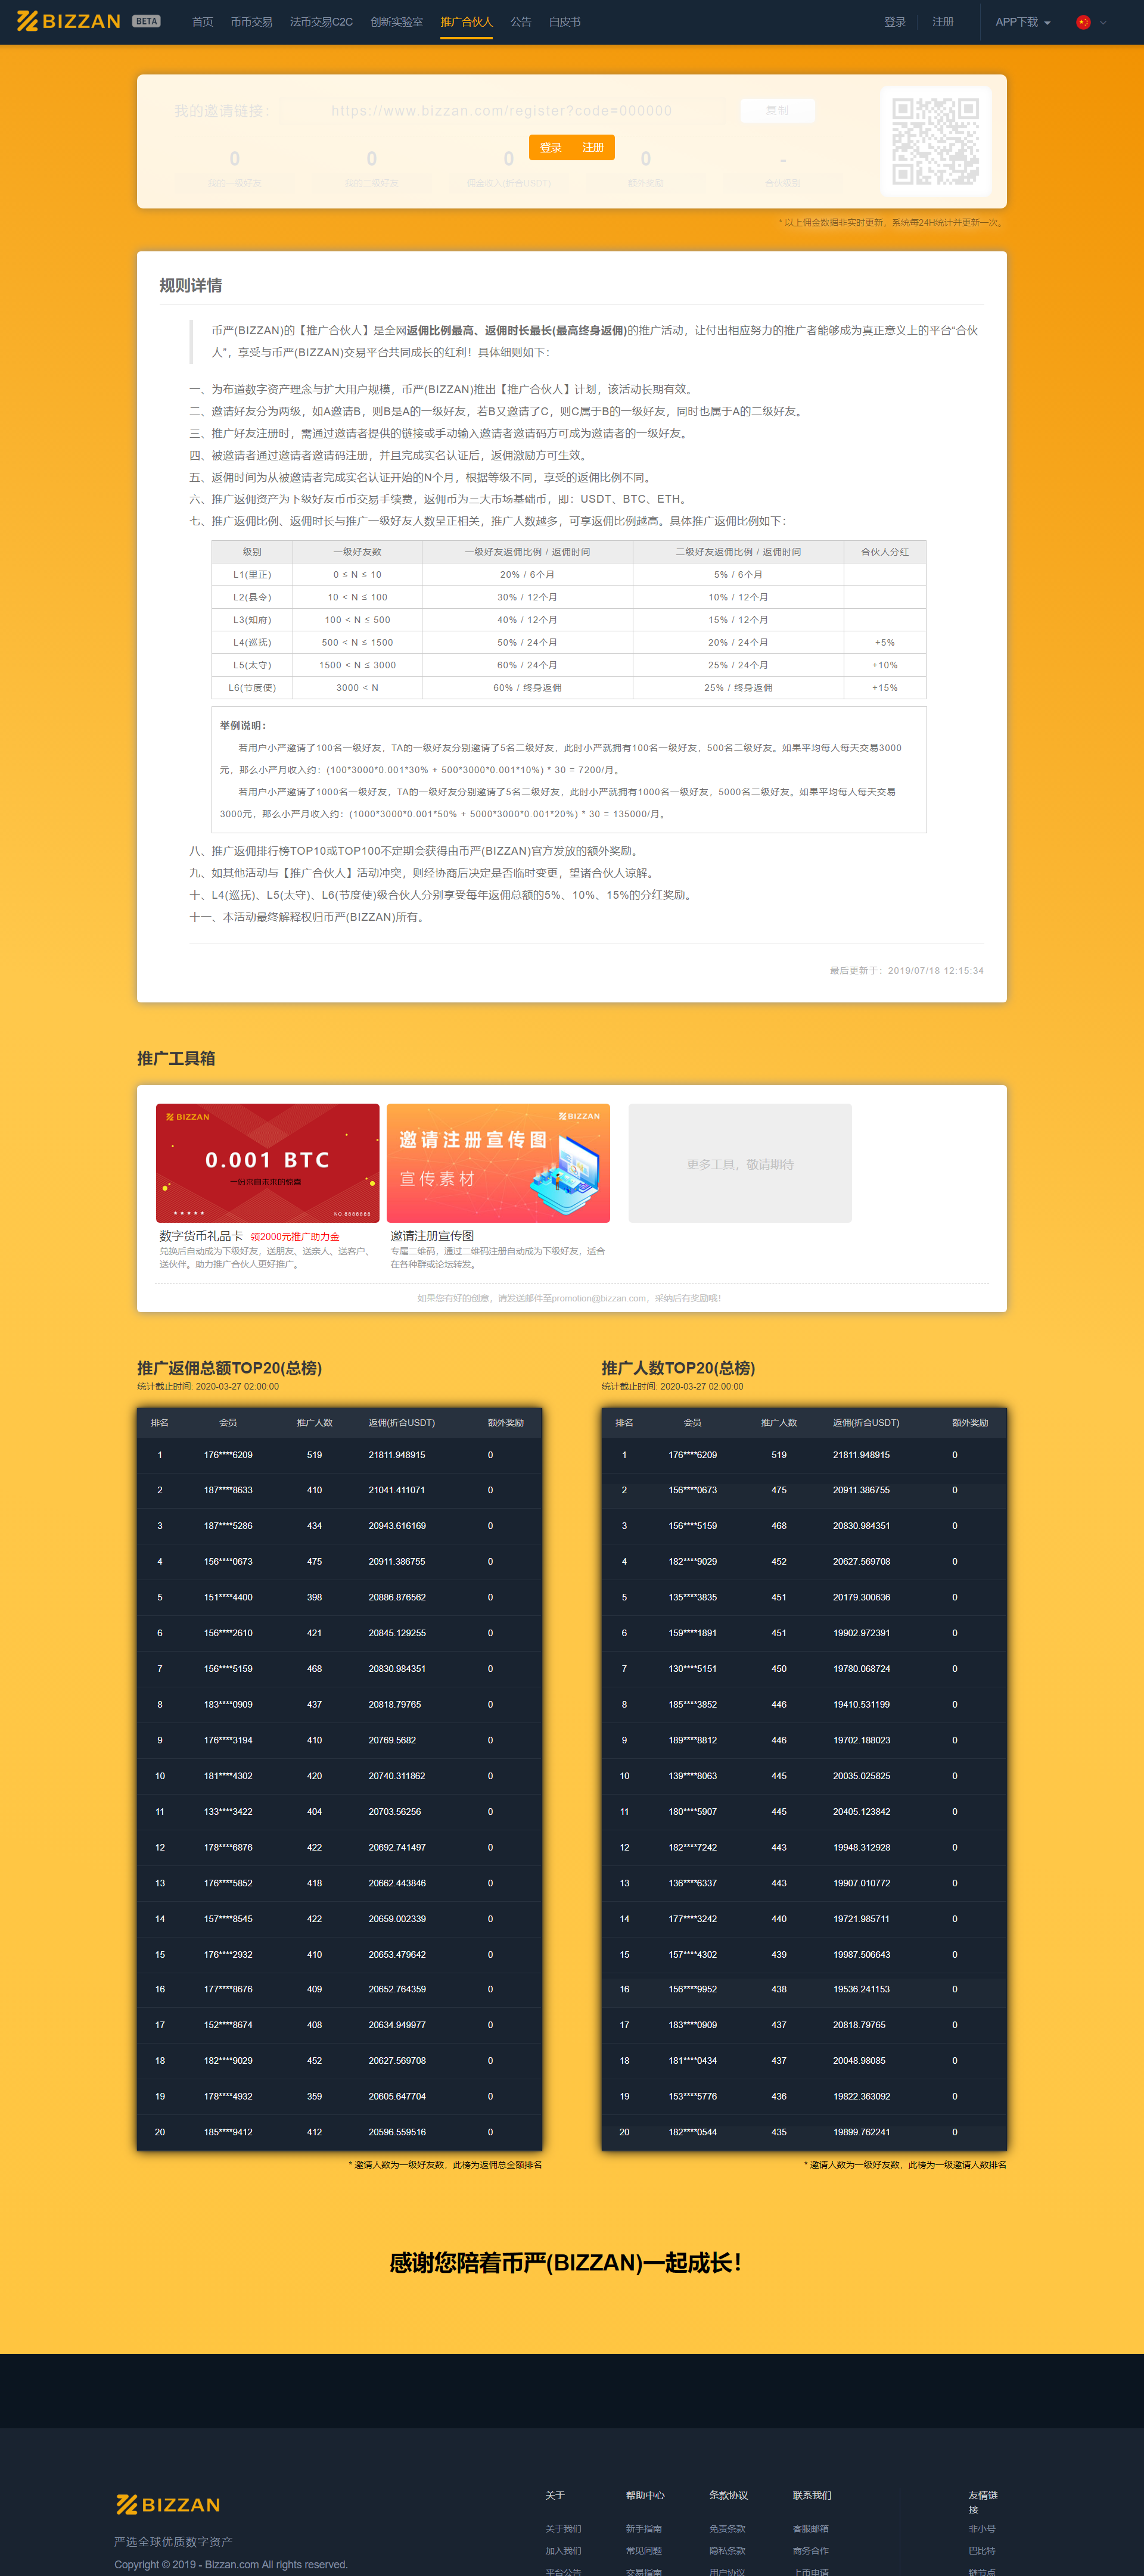 BIZZAN BETA 首页 币币交易 法币交易C2C 创新实验室 推广合伙人 公告 白皮书 登录 注册 APP下载
我的邀请链接： https://www.bizzan.com/register?code=000000 复制
登录 注册
0 0 0 0 -
我的一级好友 我的二级好友 佣金收入(折合USDT) 额外奖励 合伙级别
* 以上佣金数据非实时更新，系统每24H统计并更新一次。
规则详情
币严(BIZZAN)的【推广合伙人】是全网返佣比例最高、返佣时长最长(最高终身返佣)的推广活动，让付出相应努力的推广者能够成为真正意义上的平台“合伙
人”，享受与币严(BIZZAN)交易平台共同成长的红利！具体细则如下：
一、为布道数字资产理念与扩大用户规模，币严(BIZZAN)推出【推广合伙人】计划，该活动长期有效。
二、邀请好友分为两级，如A邀请B，则B是A的一级好友，若B又邀请了C，则C属于B的一级好友，同时也属于A的二级好友。
三、推广好友注册时，需通过邀请者提供的链接或手动输入邀请者邀请码方可成为邀请者的一级好友。
四、被邀请者通过邀请者邀请码注册，并且完成实名认证后，返佣激励方可生效。
五、返佣时间为从被邀请者完成实名认证开始的N个月，根据等级不同，享受的返佣比例不同。
六、推广返佣资产为下级好友币币交易手续费，返佣币为三大市场基础币，即：USDT、BTC、ETH。
七、推广返佣比例、返佣时长与推广一级好友人数呈正相关，推广人数越多，可享返佣比例越高。具体推广返佣比例如下：
级别 一级好友数 一级好友返佣比例 / 返佣时间 二级好友返佣比例 / 返佣时间 合伙人分红
L1(里正) 0 ≤ N ≤ 10 20% / 6个月 5% / 6个月
L2(县令) 10 < N ≤ 100 30% / 12个月 10% / 12个月
L3(知府) 100 < N ≤ 500 40% / 12个月 15% / 12个月
L4(巡抚) 500 < N ≤ 1500 50% / 24个月 20% / 24个月 +5%
L5(太守) 1500 < N ≤ 3000 60% / 24个月 25% / 24个月 +10%
L6(节度使) 3000 < N 60% / 终身返佣 25% / 终身返佣 +15%
举例说明：
若用户小严邀请了100名一级好友，TA的一级好友分别邀请了5名二级好友，此时小严就拥有100名一级好友，500名二级好友。如果平均每人每天交易3000
元，那么小严月收入约：(100*3000*0.001*30% + 500*3000*0.001*10%) * 30 = 7200/月。
若用户小严邀请了1000名一级好友，TA的一级好友分别邀请了5名二级好友，此时小严就拥有1000名一级好友，5000名二级好友。如果平均每人每天交易
3000元，那么小严月收入约：(1000*3000*0.001*50% + 5000*3000*0.001*20%) * 30 = 135000/月。
八、推广返佣排行榜TOP10或TOP100不定期会获得由币严(BIZZAN)官方发放的额外奖励。
九、如其他活动与【推广合伙人】活动冲突，则经协商后决定是否临时变更，望诸合伙人谅解。
十、L4(巡抚)、L5(太守)、L6(节度使)级合伙人分别享受每年返佣总额的5%、10%、15%的分红奖励。
十一、本活动最终解释权归币严(BIZZAN)所有。
最后更新于：2019/07/18 12:15:34
推广工具箱
BIZZAN
0.001 BTC
一份来自未来的惊喜
NO.8888868
BIZZAN
邀请注册宣传图
宣传素材
更多工具，敬请期待
数字货币礼品卡 领2000元推广助力金
兑换后自动成为下级好友，送朋友、送亲人、送客户、
送伙伴。助力推广合伙人更好推广。
邀请注册宣传图
专属二维码，通过二维码注册自动成为下级好友，适合
在各种群或论坛转发。
如果您有好的创意，请发送邮件至promotion@bizzan.com，采纳后有奖励哦！
推广返佣总额TOP20(总榜)
统计截止时间: 2020-03-27 02:00:00
排名 会员 推广人数 返佣(折合USDT) 额外奖励
1 176****6209 519 21811.948915 0
2 187****8633 410 21041.411071 0
3 187****5286 434 20943.616169 0
4 156****0673 475 20911.386755 0
5 151****4400 398 20886.876562 0
6 156****2610 421 20845.129255 0
7 156****5159 468 20830.984351 0
8 183****0909 437 20818.79765 0
9 176****3194 410 20769.5682 0
10 181****4302 420 20740.311862 0
11 133****3422 404 20703.56256 0
12 178****6876 422 20692.741497 0
13 176****5852 418 20662.443846 0
14 157****8545 422 20659.002339 0
15 176****2932 410 20653.479642 0
16 177****8676 409 20652.764359 0
17 152****8674 408 20634.949977 0
18 182****9029 452 20627.569708 0
19 178****4932 359 20605.647704 0
20 185****9412 412 20596.559516 0
* 邀请人数为一级好友数，此榜为返佣总金额排名
推广人数TOP20(总榜)
统计截止时间: 2020-03-27 02:00:00
排名 会员 推广人数 返佣(折合USDT) 额外奖励
1 176****6209 519 21811.948915 0
2 156****0673 475 20911.386755 0
3 156****5159 468 20830.984351 0
4 182****9029 452 20627.569708 0
5 135****3835 451 20179.300636 0
6 159****1891 451 19902.972391 0
7 130****5151 450 19780.068724 0
8 185****3852 446 19410.531199 0
9 189****8812 446 19702.188023 0
10 139****8063 445 20035.025825 0
11 180****5907 445 20405.123842 0
12 182****7242 443 19948.312928 0
13 136****6337 443 19907.010772 0
14 177****3242 440 19721.985711 0
15 157****4302 439 19987.506643 0
16 156****9952 438 19536.241153 0
17 183****0909 437 20818.79765 0
18 181****0434 437 20048.98085 0
19 153****5776 436 19822.363092 0
20 182****0544 435 19899.762241 0
* 邀请人数为一级好友数，此榜为一级邀请人数排名
感谢您陪着币严(BIZZAN)一起成长！
BIZZAN
严选全球优质数字资产
Copyright © 2019 - Bizzan.com All rights reserved.
关于 帮助中心 条款协议 联系我们 友情链
接
关于我们 新手指南 免责条款 客服邮箱 非小号
加入我们 常见问题 隐私条款 商务合作 巴比特
平台公告 交易指南 用户协议 上币申请 链节点